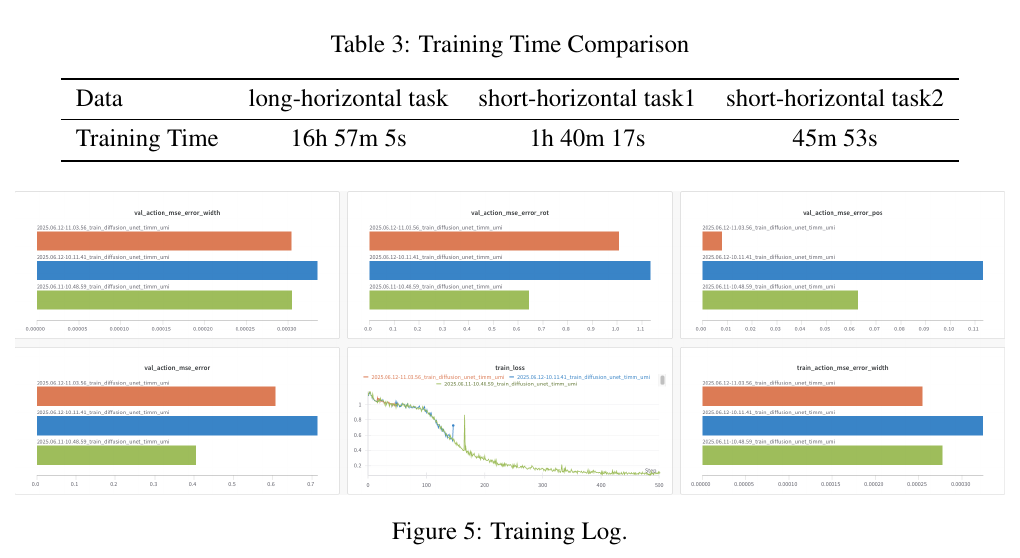 Table 3: Training Time Comparison
Data long-horizontal task short-horizontal task1 short-horizontal task2
Training Time 16h 57m 5s 1h 40m 17s 45m 53s
val_action_mse_error_width
2025.06.12-11.03.56_train_diffusion_unet_timm_umi
2025.06.12-10.11.41_train_diffusion_unet_timm_umi
2025.06.11-10.48.59_train_diffusion_unet_timm_umi
0.00000 0.00005 0.00010 0.00015 0.00020 0.00025 0.00030
val_action_mse_error_rot
2025.06.12-11.03.56_train_diffusion_unet_timm_umi
2025.06.12-10.11.41_train_diffusion_unet_timm_umi
2025.06.11-10.48.59_train_diffusion_unet_timm_umi
0.0 0.1 0.2 0.3 0.4 0.5 0.6 0.7 0.8 0.9 1.0 1.1
val_action_mse_error_pos
2025.06.12-11.03.56_train_diffusion_unet_timm_umi
2025.06.12-10.11.41_train_diffusion_unet_timm_umi
2025.06.11-10.48.59_train_diffusion_unet_timm_umi
0.00 0.01 0.02 0.03 0.04 0.05 0.06 0.07 0.08 0.09 0.10 0.11
val_action_mse_error
2025.06.12-11.03.56_train_diffusion_unet_timm_umi
2025.06.12-10.11.41_train_diffusion_unet_timm_umi
2025.06.11-10.48.59_train_diffusion_unet_timm_umi
0.0 0.1 0.2 0.3 0.4 0.5 0.6 0.7
train_loss
2025.06.12-11.03.56_train_diffusion_unet_timm_umi 2025.06.12-10.11.41_train_diffusion_unet_timm_umi
2025.06.11-10.48.59_train_diffusion_unet_timm_umi
1
0.8
0.6
0.4
0.2
Step
0 100 200 300 400 500
train_action_mse_error_width
2025.06.12-11.03.56_train_diffusion_unet_timm_umi
2025.06.12-10.11.41_train_diffusion_unet_timm_umi
2025.06.11-10.48.59_train_diffusion_unet_timm_umi
0.00000 0.00005 0.00010 0.00015 0.00020 0.00025 0.00030
Figure 5: Training Log.